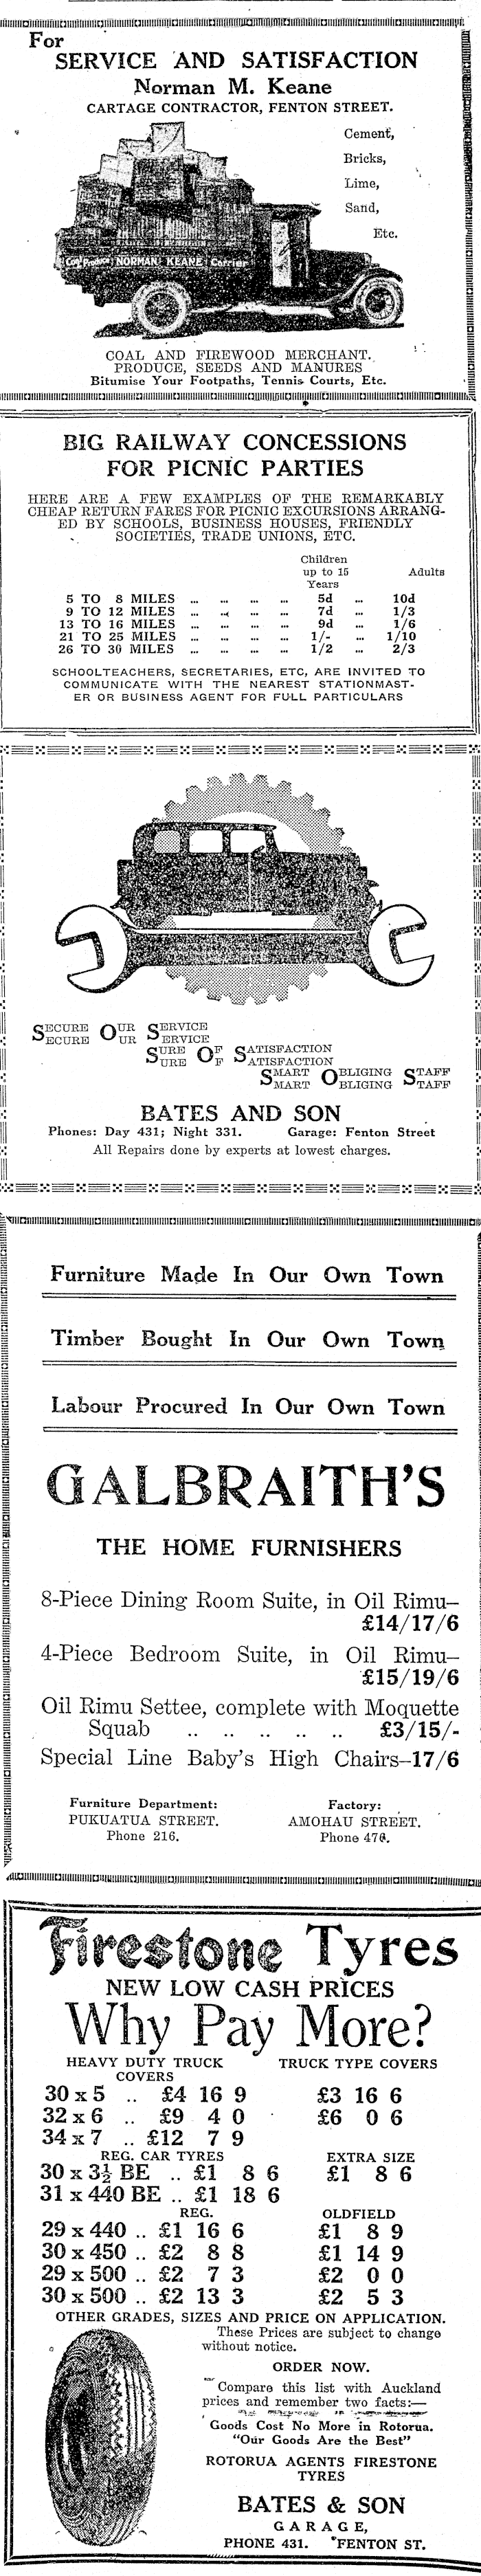 For
SERVICE AND SATISFACTION
Norman M. Keane
CARTAGE CONTRACTOR, FENTON STREET.
Cement,
Bricks,
Lime,
Sand,
Etc.
Coal Produce NORMAN KEANE Carrier
COAL AND FIREWOOD MERCHANT.
PRODUCE, SEEDS AND MANURES
Bitumise Your Footpaths, Tennis Courts, Etc.
BIG RAILWAY CONCESSIONS
FOR PICNIC PARTIES
HERE ARE A FEW EXAMPLES OF THE REMARKABLY
CHEAP RETURN FARES FOR PICNIC EXCURSIONS ARRANG-
ED BY SCHOOLS, BUSINESS HOUSES, FRIENDLY
SOCIETIES, TRADE UNIONS, ETC.
Children
up to 15 Adults
Years
5 TO 8 MILES ... ... ... ... 5d ... 10d
9 TO 12 MILES ... ... ... ... 7d ... 1/3
13 TO 16 MILES ... ... ... ... 9d ... 1/6
21 TO 25 MILES ... ... ... ... 1/- ... 1/10
26 TO 30 MILES ... ... ... ... 1/2 ... 2/3
SCHOOLTEACHERS, SECRETARIES, ETC, ARE INVITED TO
COMMUNICATE WITH THE NEAREST STATIONMAST-
ER OR BUSINESS AGENT FOR FULL PARTICULARS
SECURE OUR SERVICE
ECURE UR ERVICE
SURE OF SATISFACTION
URE F ATISFACTION
SMART OBLIGING STAFF
MART BLIGING TAFF
BATES AND SON
Phones: Day 431; Night 331. Garage: Fenton Street
All Repairs done by experts at lowest charges.
Furniture Made In Our Own Town
Timber Bought In Our Own Town
Labour Procured In Our Own Town
GALBRAITH'S
THE HOME FURNISHERS
8-Piece Dining Room Suite, in Oil Rimu—
£14/17/6
4-Piece Bedroom Suite, in Oil Rimu—
£15/19/6
Oil Rimu Settee, complete with Moquette
Squab .. .. .. .. .. £3/15/-
Special Line Baby's High Chairs—17/6
Furniture Department: Factory:
PUKUATUA STREET. AMOHAU STREET.
Phone 216. Phone 476.
Firestone Tyres
NEW LOW CASH PRICES
Why Pay More?
HEAVY DUTY TRUCK TRUCK TYPE COVERS
COVERS
30 x 5 .. £4 16 9 £3 16 6
32 x 6 .. £9 4 0 £6 0 6
34 x 7 .. £12 7 9
REG. CAR TYRES EXTRA SIZE
30 x 3½ BE .. £1 8 6 £1 8 6
31 x 440 BE .. £1 18 6
REG. OLDFIELD
29 x 440 .. £1 16 6 £1 8 9
30 x 450 .. £2 8 8 £1 14 9
29 x 500 .. £2 7 3 £2 0 0
30 x 500 .. £2 13 3 £2 5 3
OTHER GRADES, SIZES AND PRICE ON APPLICATION.
These Prices are subject to change
without notice.
ORDER NOW.
Compare this list with Auckland
prices and remember two facts:—
Goods Cost No More in Rotorua.
"Our Goods Are the Best"
ROTORUA AGENTS FIRESTONE
TYRES
BATES & SON
GARAGE,
PHONE 431. FENTON ST.